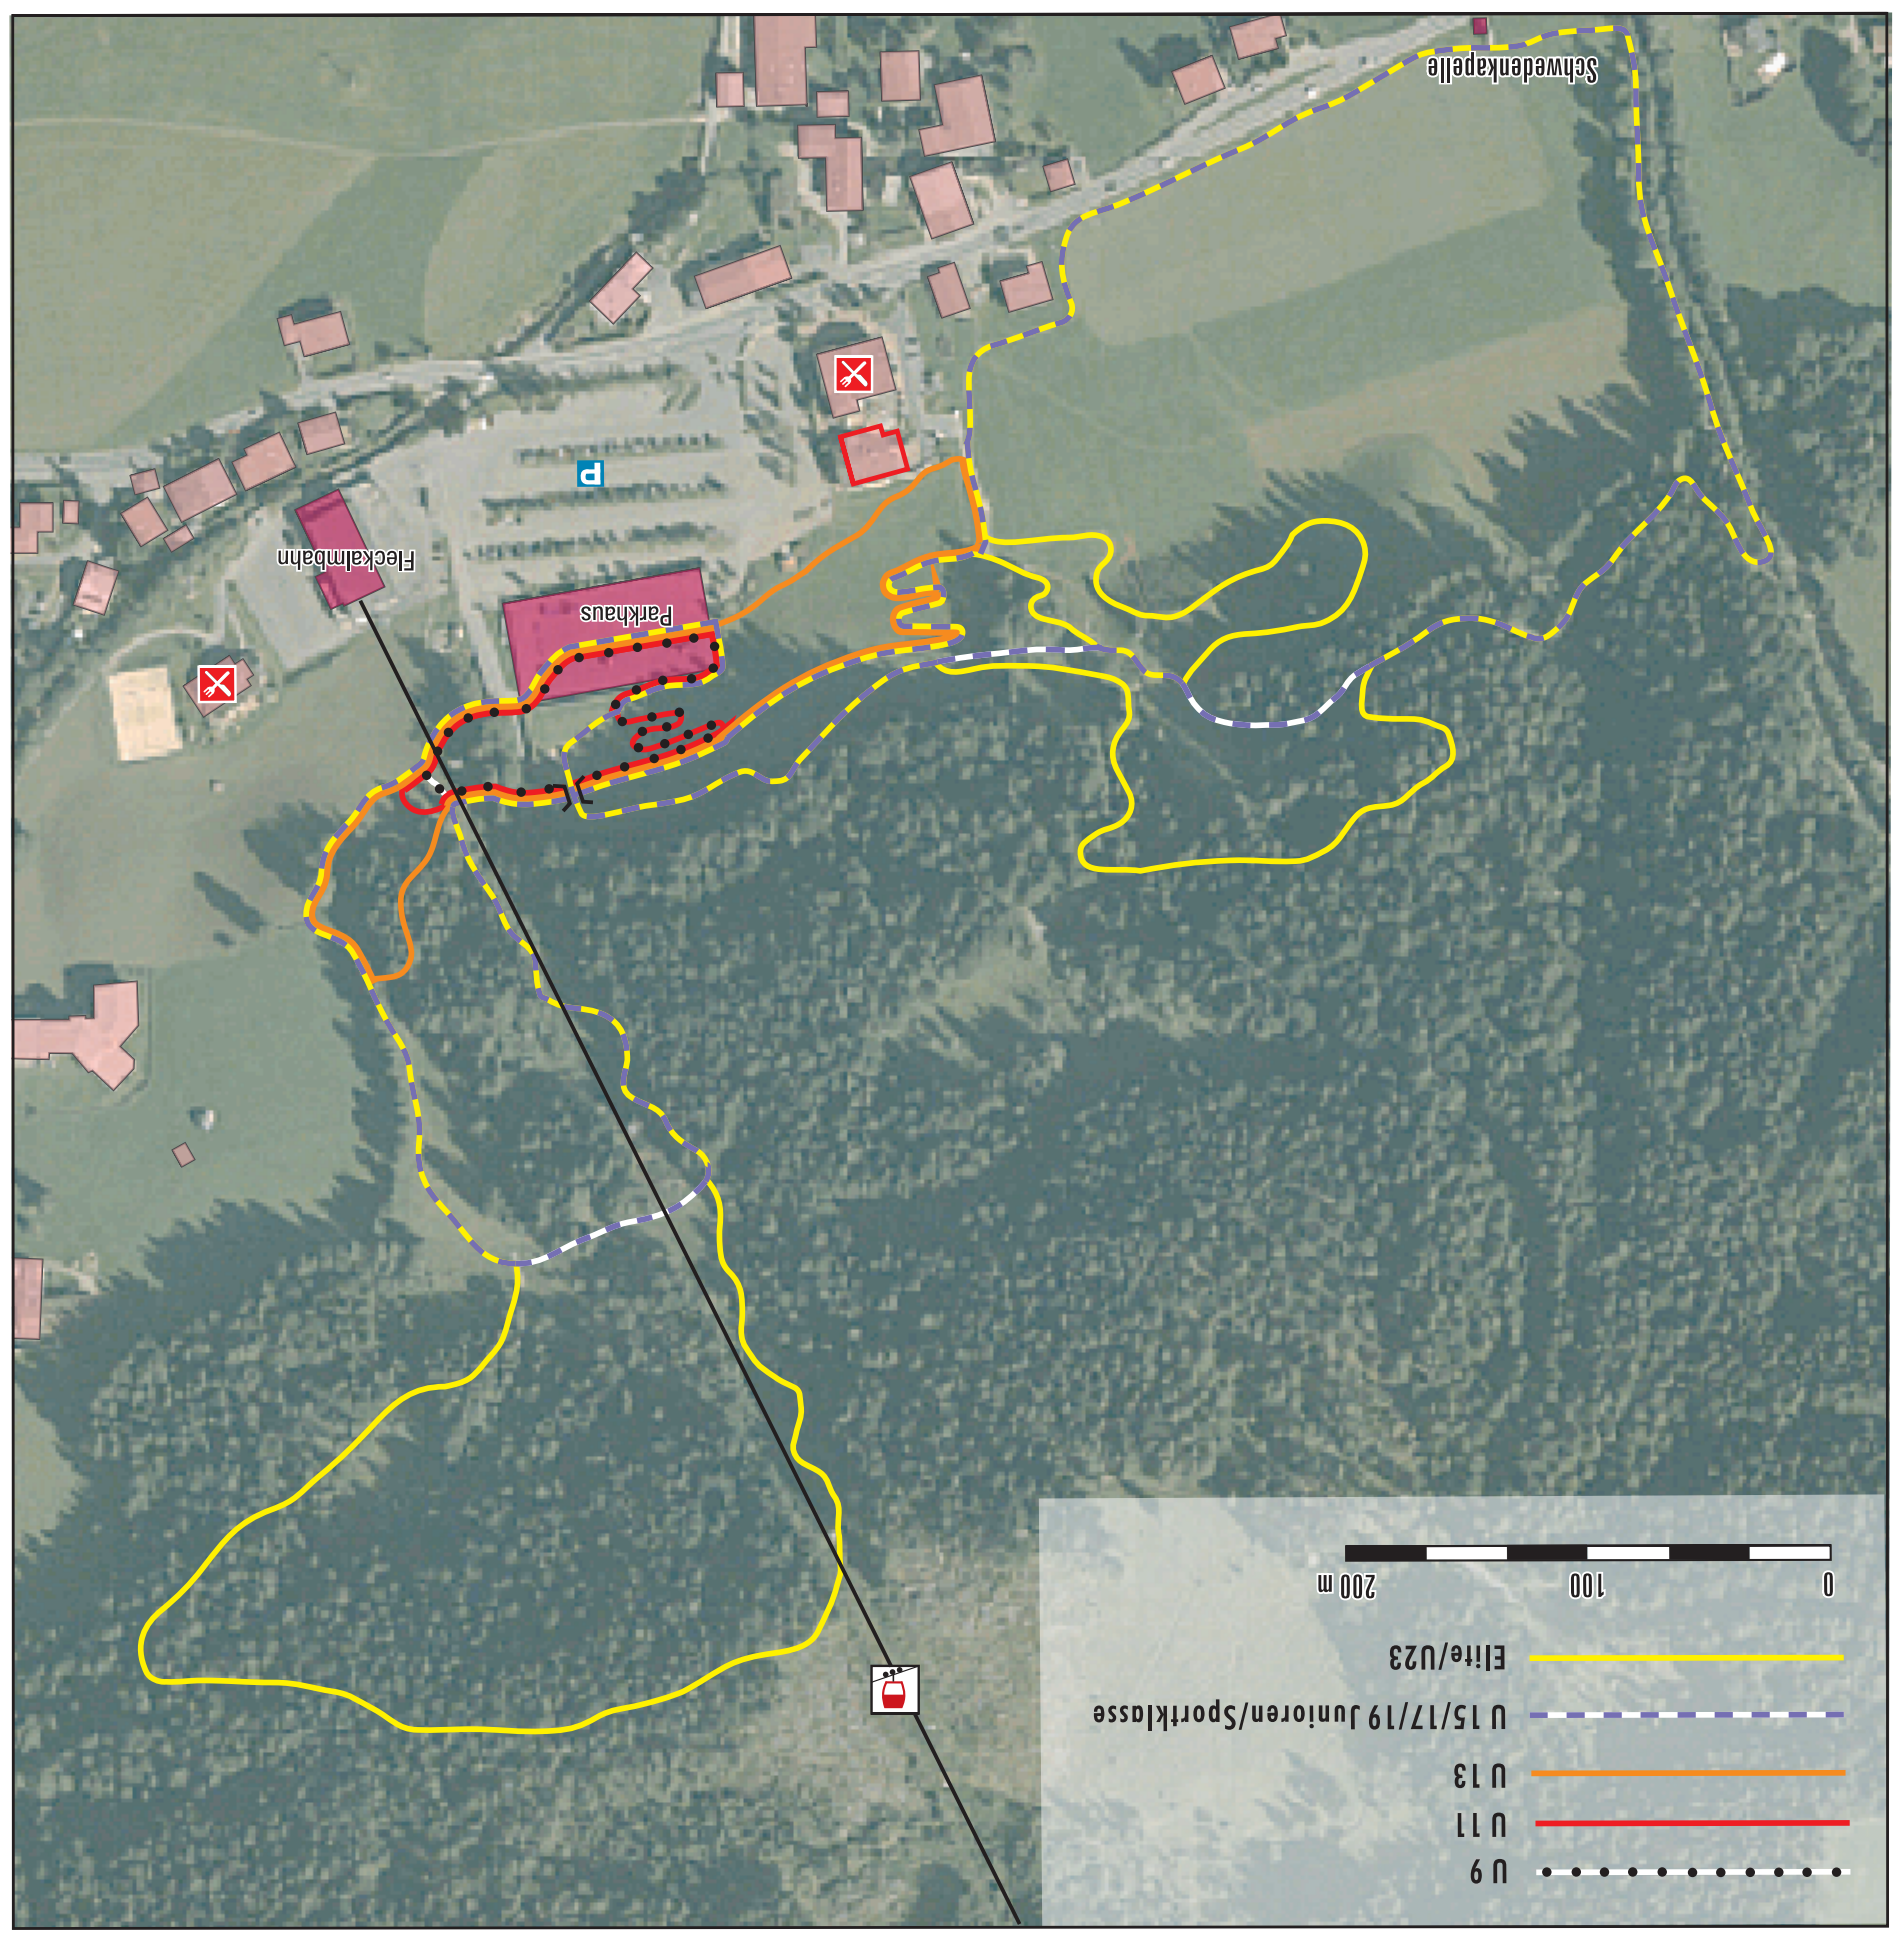 U 9
U 11
U 13
U 15/17/19 Junioren/Sportklasse
Elite/U23
0 100 200 m
Fleckalmbahn
Parkhaus
P
Schwedenkapelle